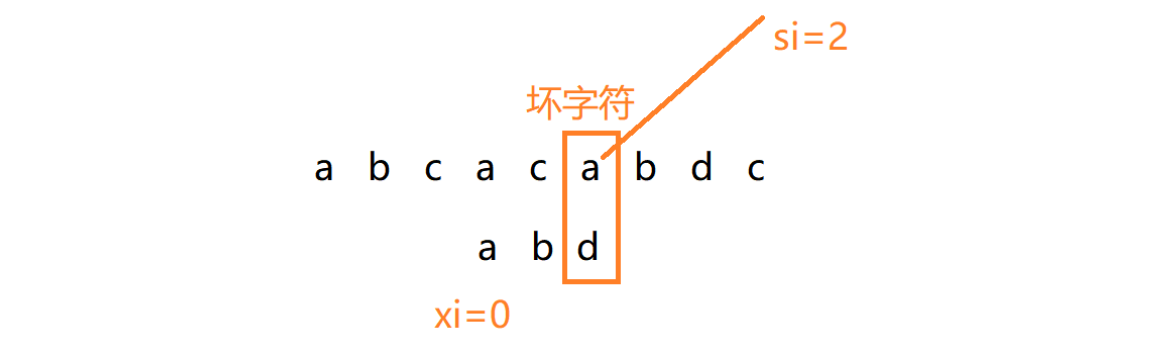 si=2
坏字符
a b c a c a b d c
a b d
xi=0